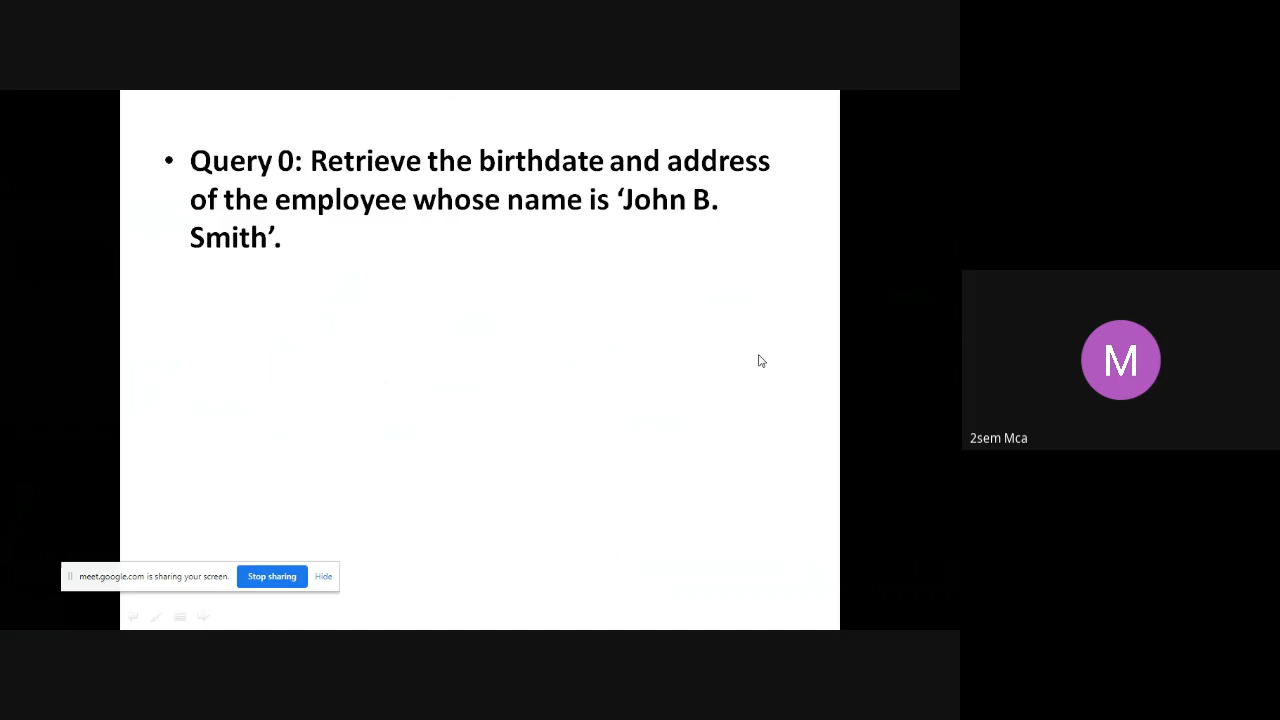 • Query 0: Retrieve the birthdate and address
of the employee whose name is ‘John B.
Smith’.
M
2sem Mca
meet.google.com is sharing your screen. Stop sharing Hide